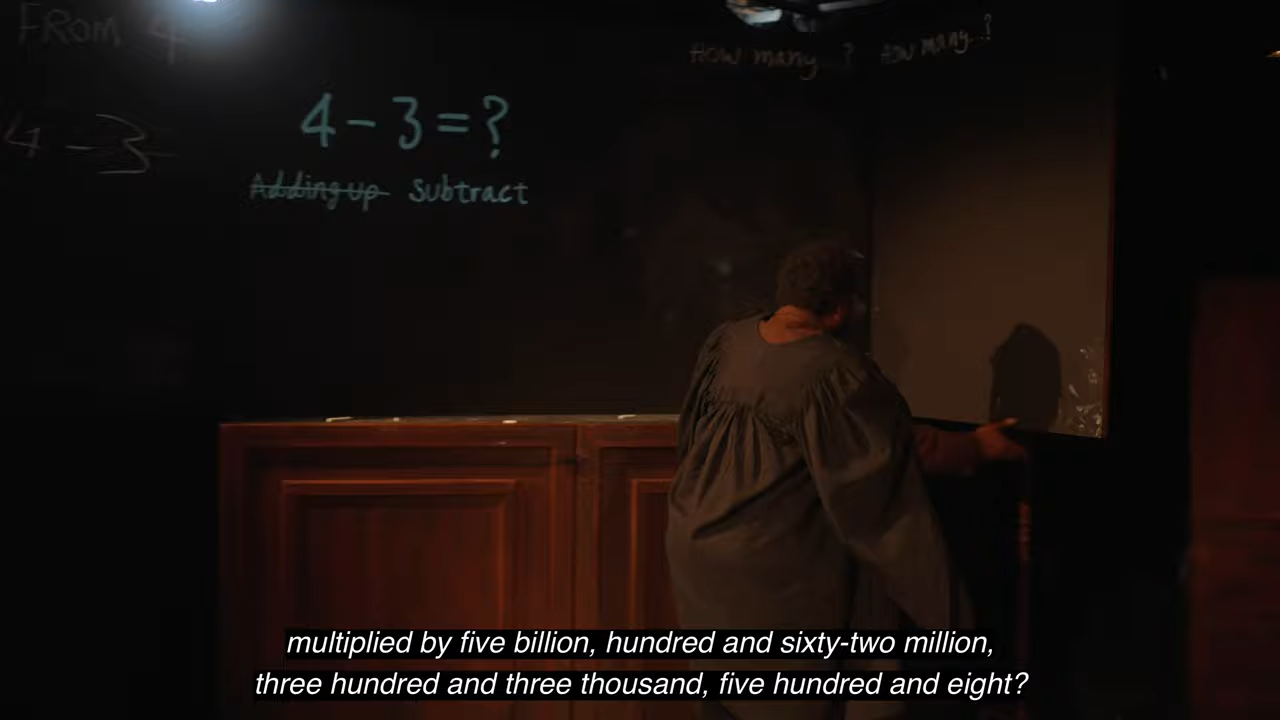 FROM 4
How many..? How many..?
4 - 3 = ?
4 - 3
Adding up Subtract
multiplied by five billion, hundred and sixty-two million,
three hundred and three thousand, five hundred and eight?